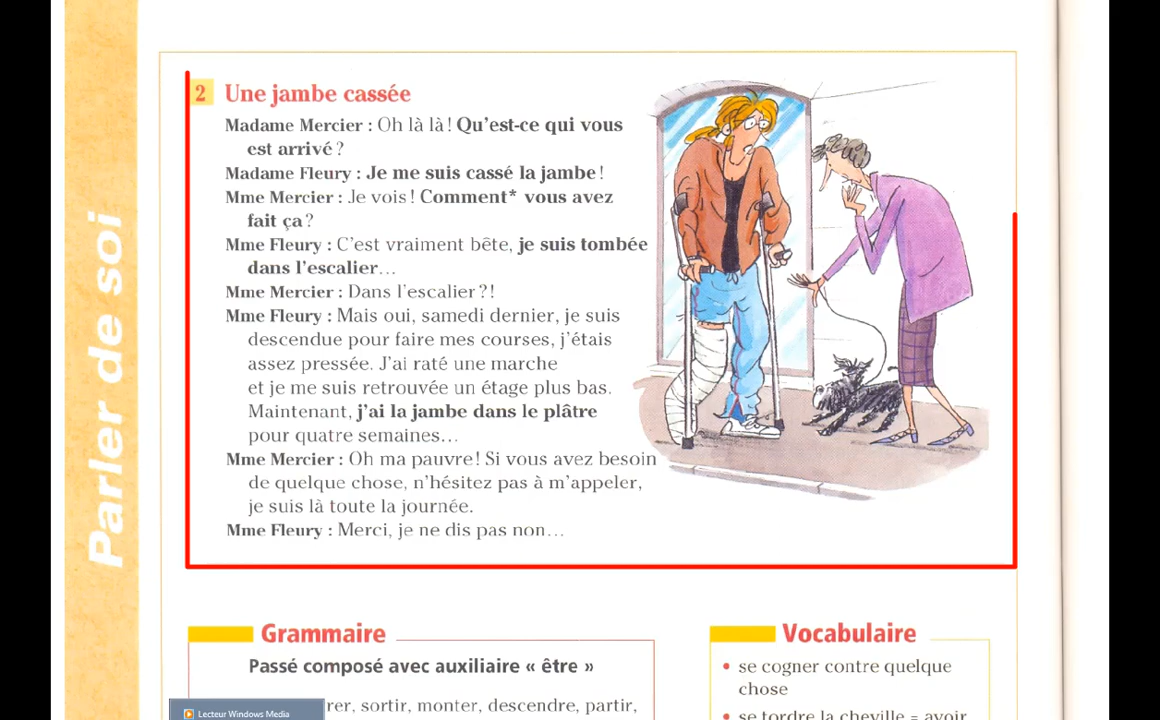 Parler de soi
2 Une jambe cassée
Madame Mercier : Oh là là ! Qu'est-ce qui vous
est arrivé ?
Madame Fleury : Je me suis cassé la jambe !
Mme Mercier : Je vois ! Comment* vous avez
fait ça ?
Mme Fleury : C'est vraiment bête, je suis tombée
dans l'escalier…
Mme Mercier : Dans l'escalier ?!
Mme Fleury : Mais oui, samedi dernier, je suis
descendue pour faire mes courses, j'étais
assez pressée. J'ai raté une marche
et je me suis retrouvée un étage plus bas.
Maintenant, j'ai la jambe dans le plâtre
pour quatre semaines…
Mme Mercier : Oh ma pauvre ! Si vous avez besoin
de quelque chose, n'hésitez pas à m'appeler,
je suis là toute la journée.
Mme Fleury : Merci, je ne dis pas non…
Grammaire
Passé composé avec auxiliaire « être »
rer, sortir, monter, descendre, partir,
Vocabulaire
• se cogner contre quelque
chose
• se tordre la cheville = avoir
Lecteur Windows Media